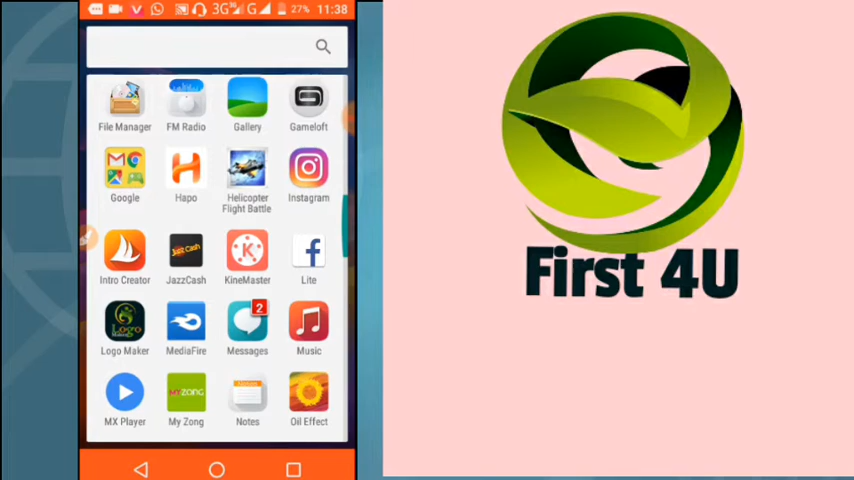 3G G 27% 11:38
File Manager FM Radio Gallery Gameloft
Google Hapo Helicopter Flight Battle Instagram
Intro Creator JazzCash KineMaster Lite
Logo Maker MediaFire 2 Messages Music
MX Player My Zong Notes Oil Effect
First 4U